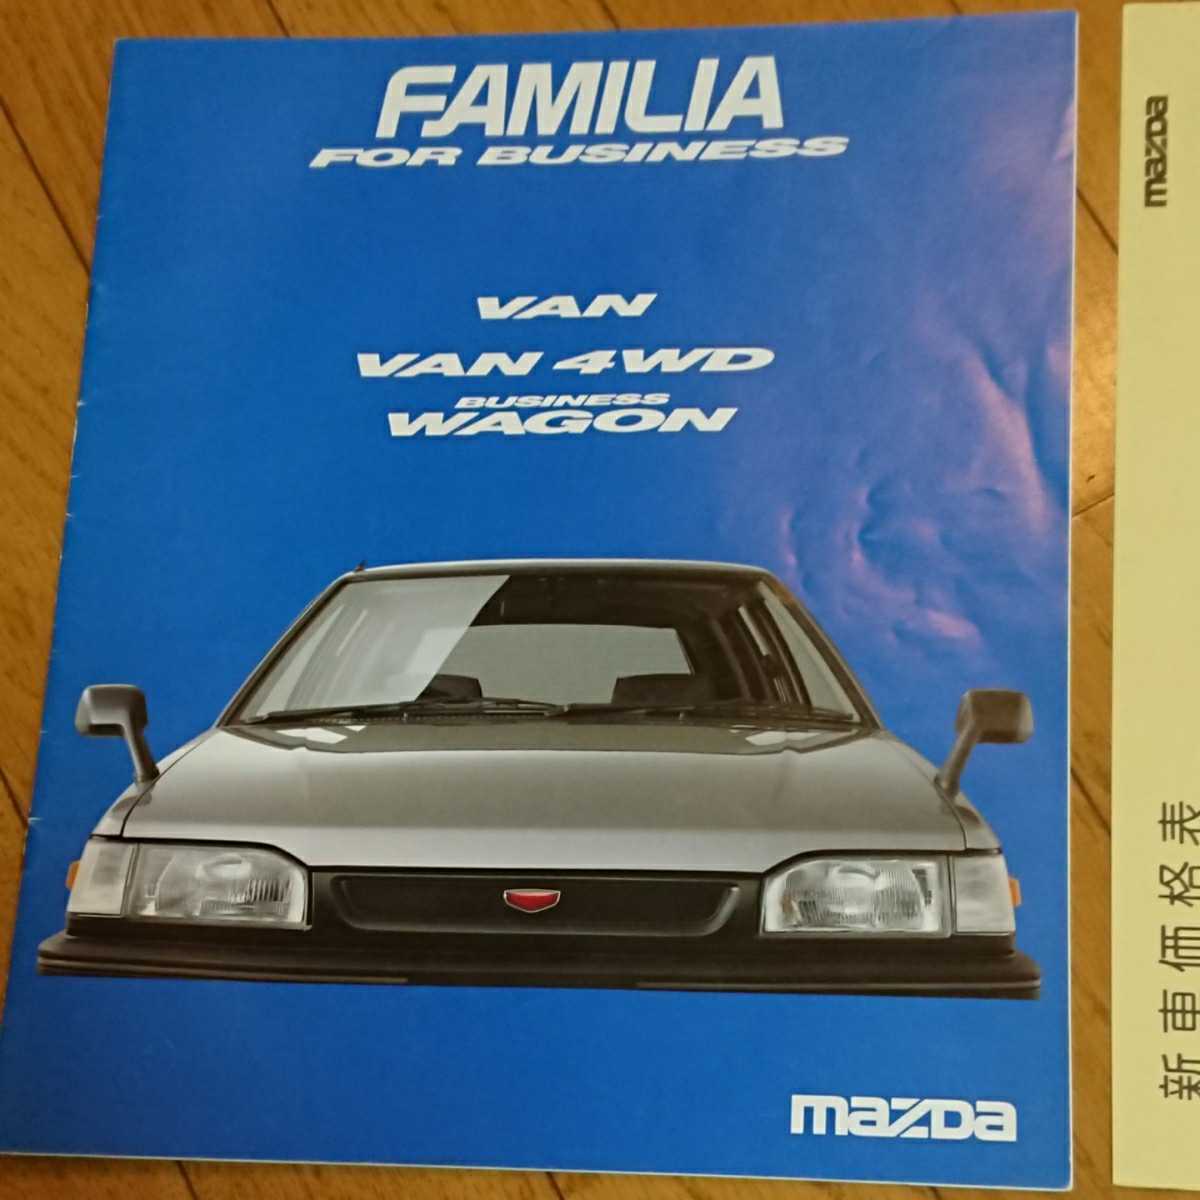 FAMILIA
FOR BUSINESS
VAN
VAN 4WD
BUSINESS
WAGON
mazda
mazda
新車価格表